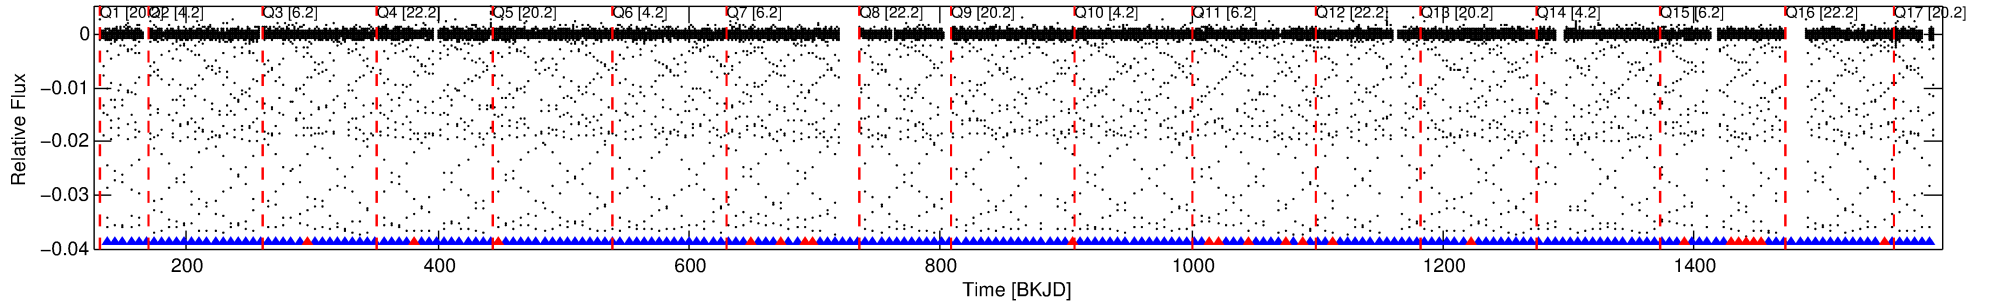 Q1 [20.2] Q2 [4.2] Q3 [6.2] Q4 [22.2] Q5 [20.2] Q6 [4.2] Q7 [6.2] Q8 [22.2] Q9 [20.2] Q10 [4.2] Q11 [6.2] Q12 [22.2] Q13 [20.2] Q14 [4.2] Q15 [6.2] Q16 [22.2] Q17 [20.2]
0
−0.01
−0.02
−0.03
−0.04
Relative Flux
200 400 600 800 1000 1200 1400
Time [BKJD]